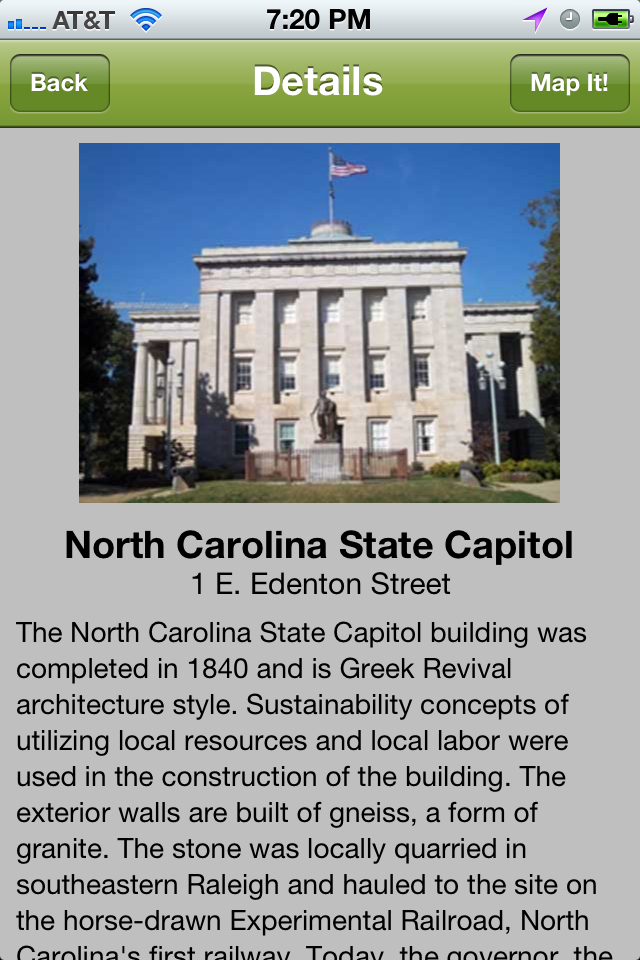 AT&T 7:20 PM
Back Details Map It!
North Carolina State Capitol
1 E. Edenton Street
The North Carolina State Capitol building was
completed in 1840 and is Greek Revival
architecture style. Sustainability concepts of
utilizing local resources and local labor were
used in the construction of the building. The
exterior walls are built of gneiss, a form of
granite. The stone was locally quarried in
southeastern Raleigh and hauled to the site on
the horse-drawn Experimental Railroad, North
Carolina's first railway. Today, the governor, the